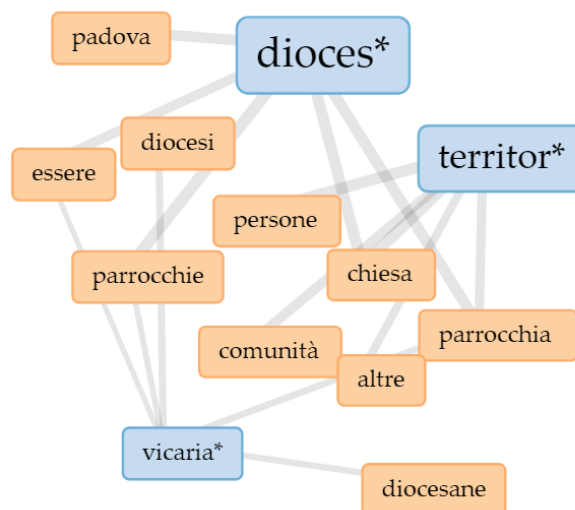 padova
dioces*
diocesi
territor*
essere
persone
parrocchie
chiesa
comunità
parrocchia
altre
vicaria*
diocesane